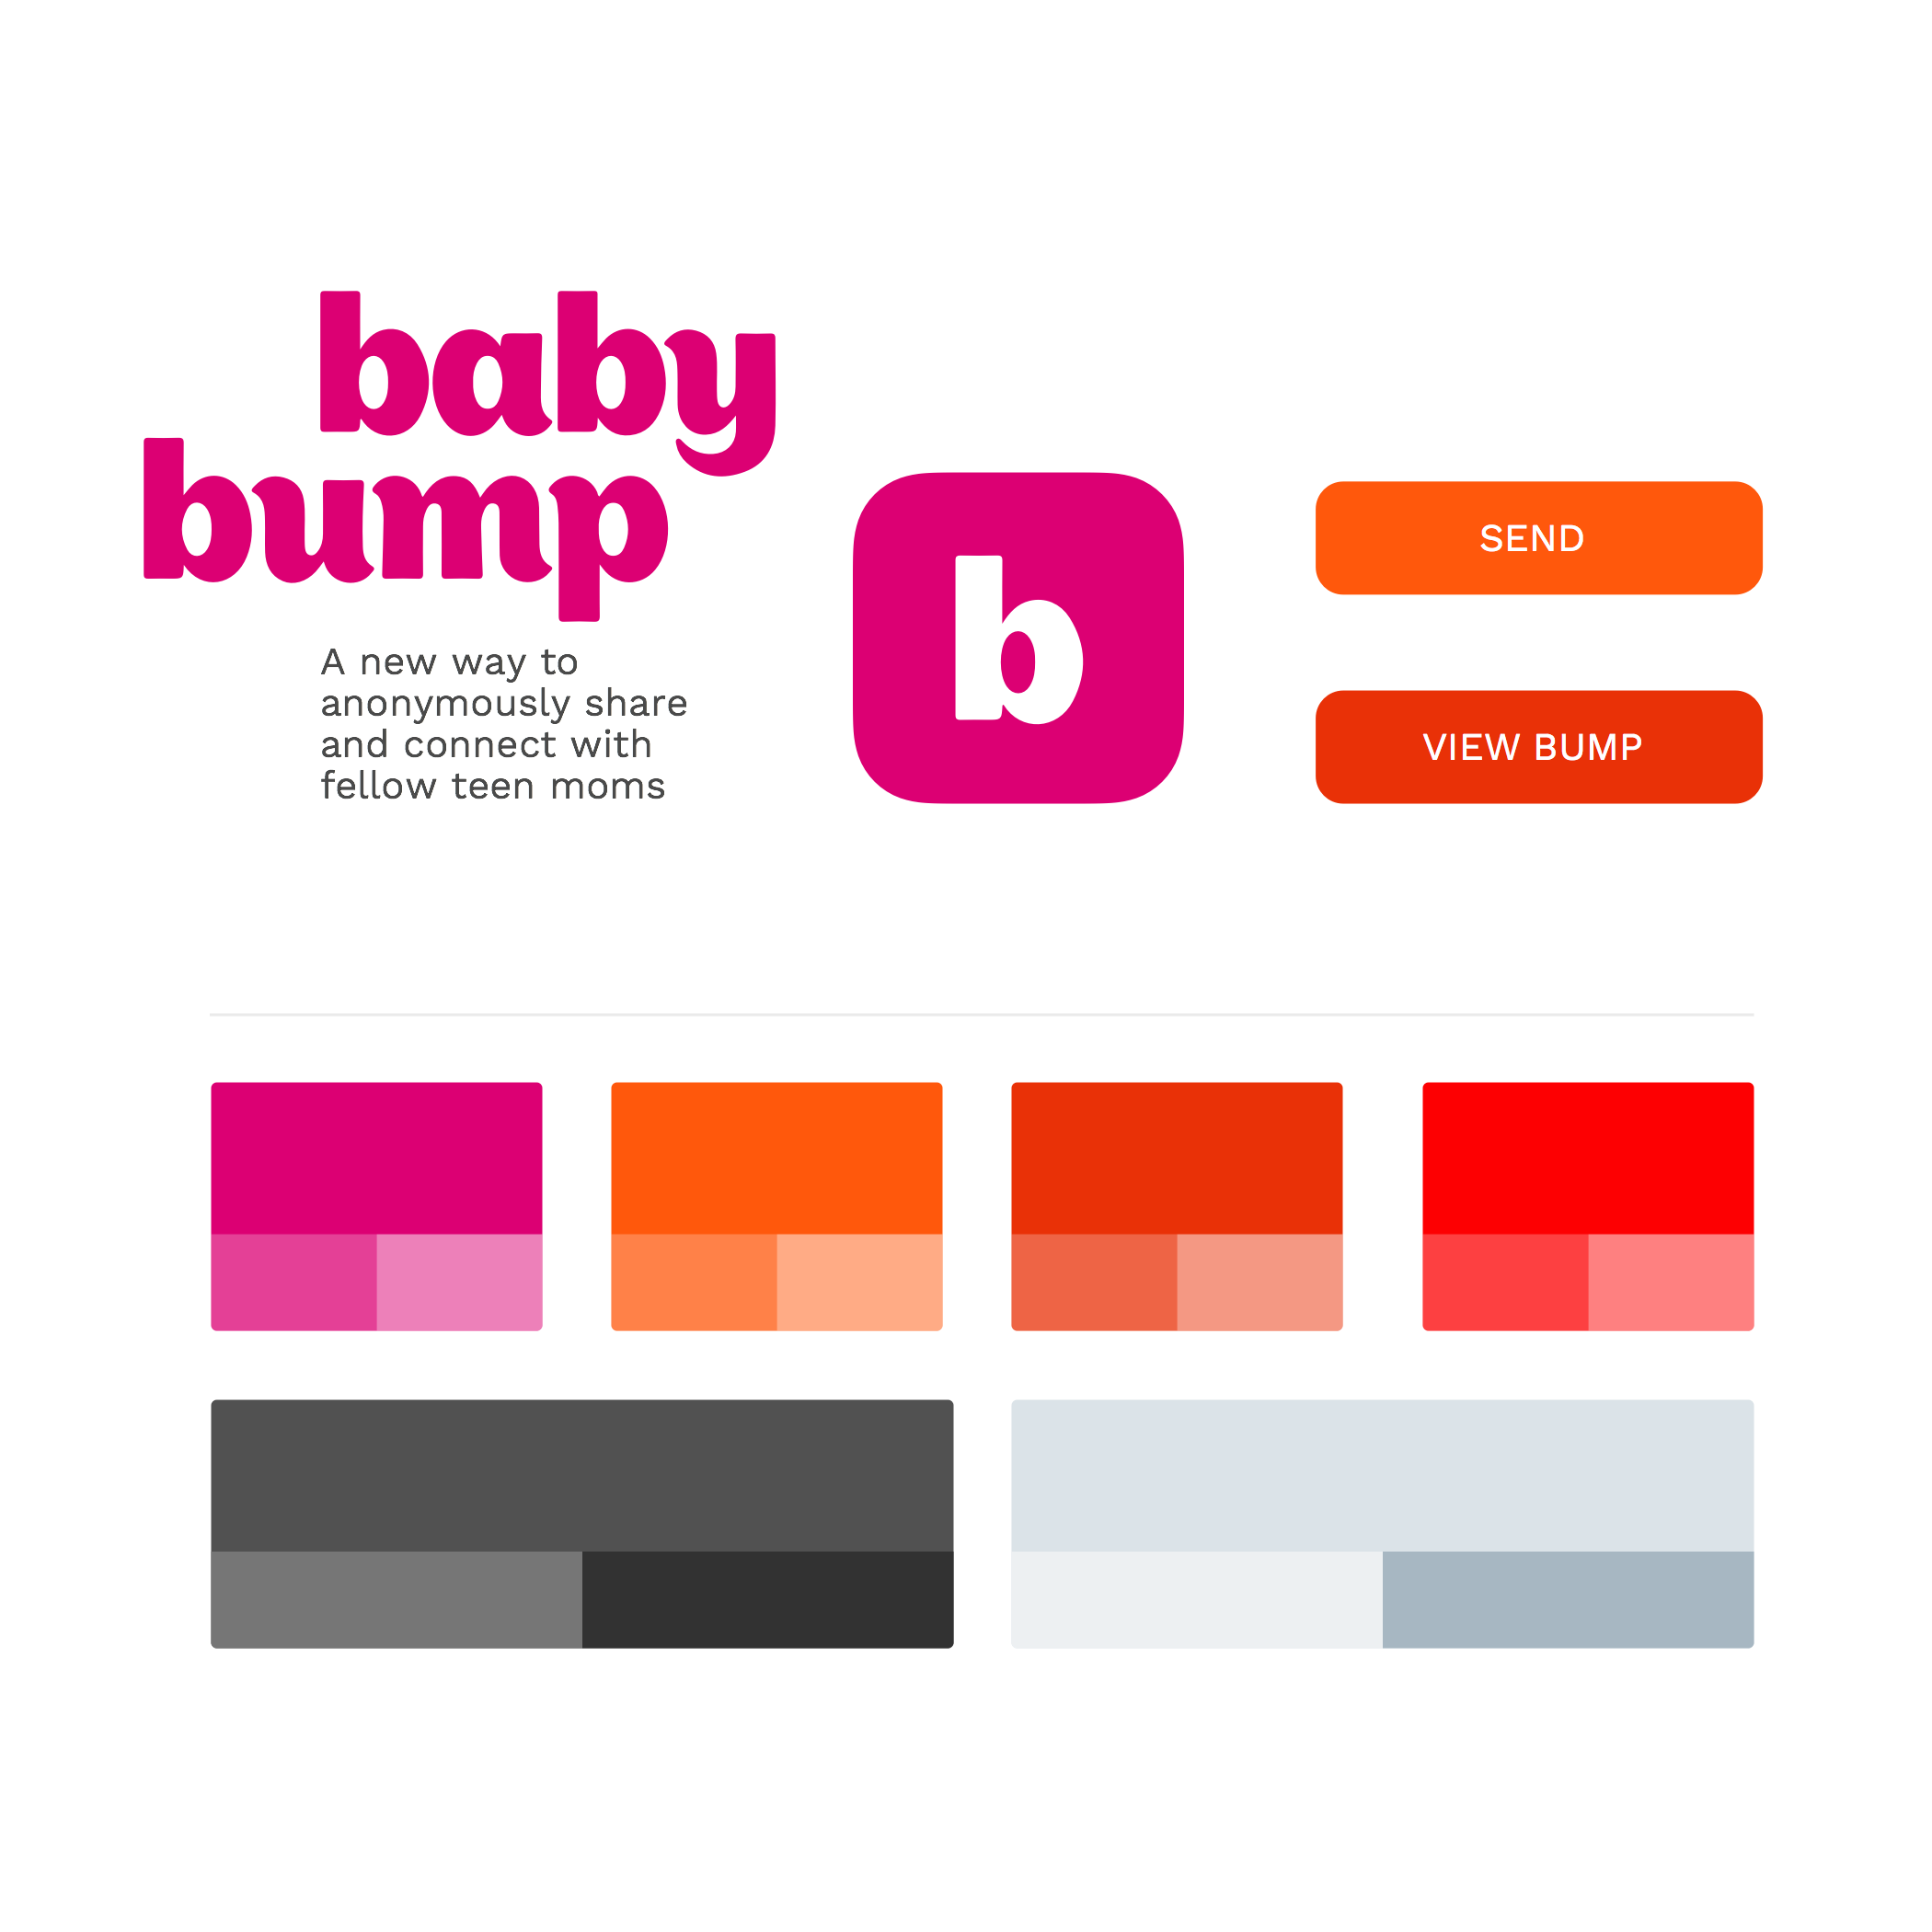 baby
bump
A new way to
anonymously share
and connect with
fellow teen moms
b
SEND
VIEW BUMP